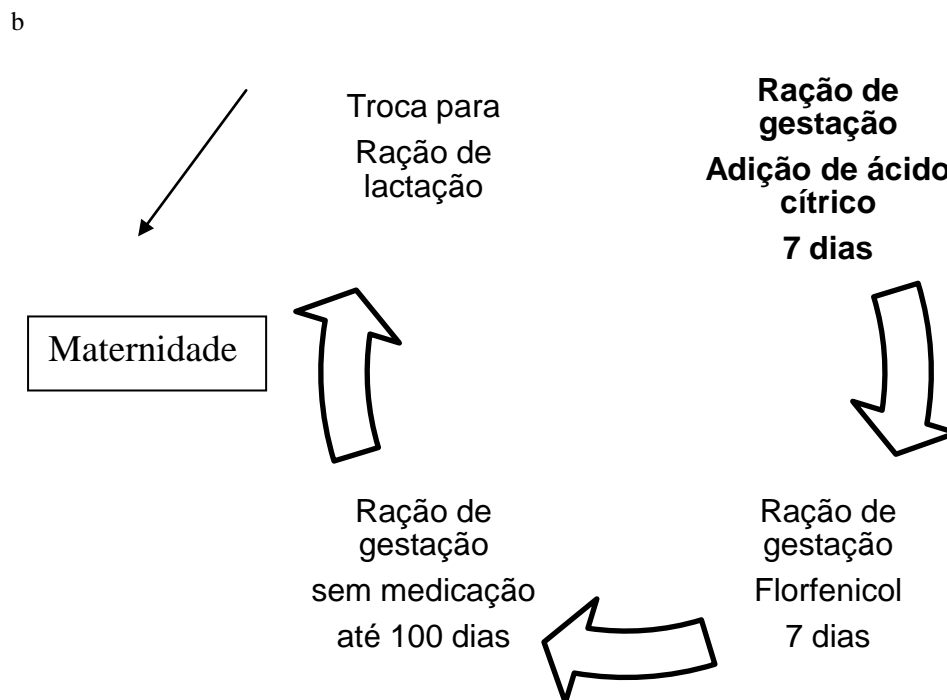 b
Troca para
Ração de
lactação
Ração de
gestação
Adição de ácido
cítrico
7 dias
Maternidade
Ração de
gestação
sem medicação
até 100 dias
Ração de
gestação
Florfenicol
7 dias